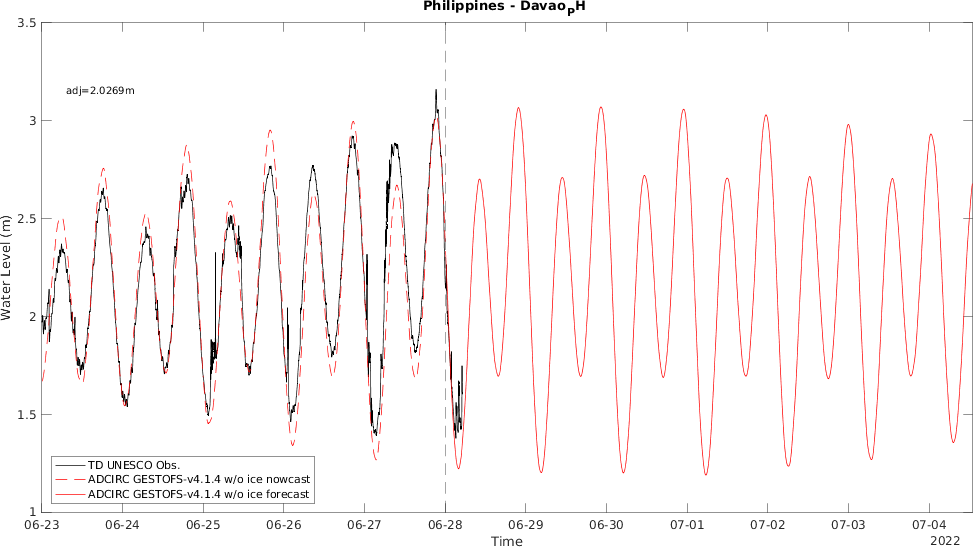 Philippines - Davao_pH
3.5
adj=2.0269m
3
2.5
Water Level (m)
2
1.5
1
TD UNESCO Obs.
ADCIRC GESTOFS-v4.1.4 w/o ice nowcast
ADCIRC GESTOFS-v4.1.4 w/o ice forecast
06-23 06-24 06-25 06-26 06-27 06-28 06-29 06-30 07-01 07-02 07-03 07-04
Time
2022